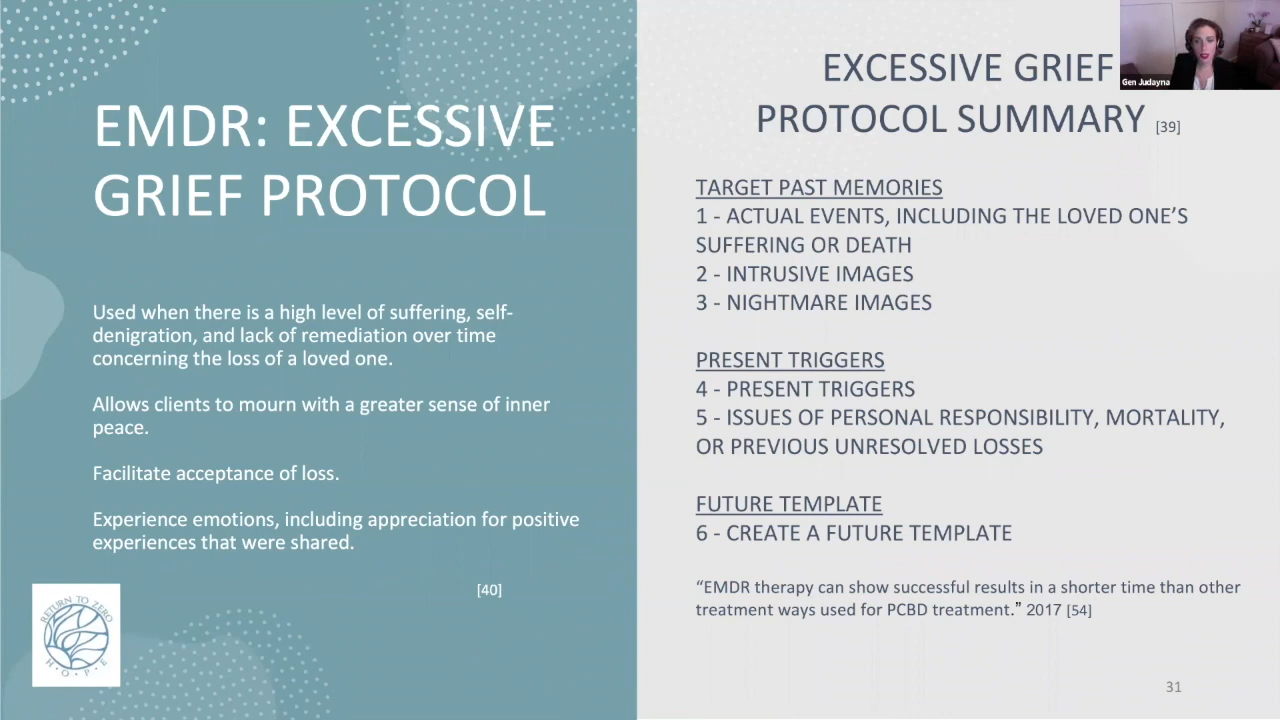 EMDR: EXCESSIVE
GRIEF PROTOCOL
Used when there is a high level of suffering, self-
denigration, and lack of remediation over time
concerning the loss of a loved one.
Allows clients to mourn with a greater sense of inner
peace.
Facilitate acceptance of loss.
Experience emotions, including appreciation for positive
experiences that were shared.
[40]
RETURN TO ZERO
H·O·P·E
EXCESSIVE GRIEF
PROTOCOL SUMMARY [39]
TARGET PAST MEMORIES
1 - ACTUAL EVENTS, INCLUDING THE LOVED ONE’S
SUFFERING OR DEATH
2 - INTRUSIVE IMAGES
3 - NIGHTMARE IMAGES
PRESENT TRIGGERS
4 - PRESENT TRIGGERS
5 - ISSUES OF PERSONAL RESPONSIBILITY, MORTALITY,
OR PREVIOUS UNRESOLVED LOSSES
FUTURE TEMPLATE
6 - CREATE A FUTURE TEMPLATE
“EMDR therapy can show successful results in a shorter time than other
treatment ways used for PCBD treatment.” 2017 [54]
31
Gen Judayna